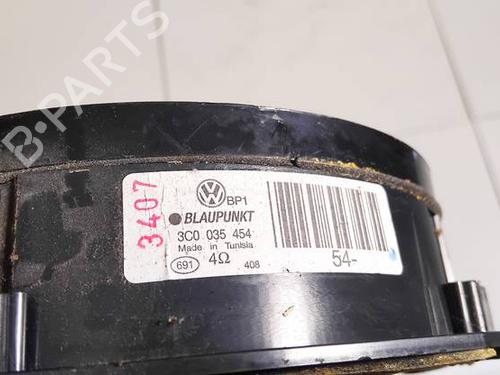 B-PARTS
3407
BP1
BLAUPUNKT
3C0 035 454
Made in Tunisia
691 4Ω 408
54-